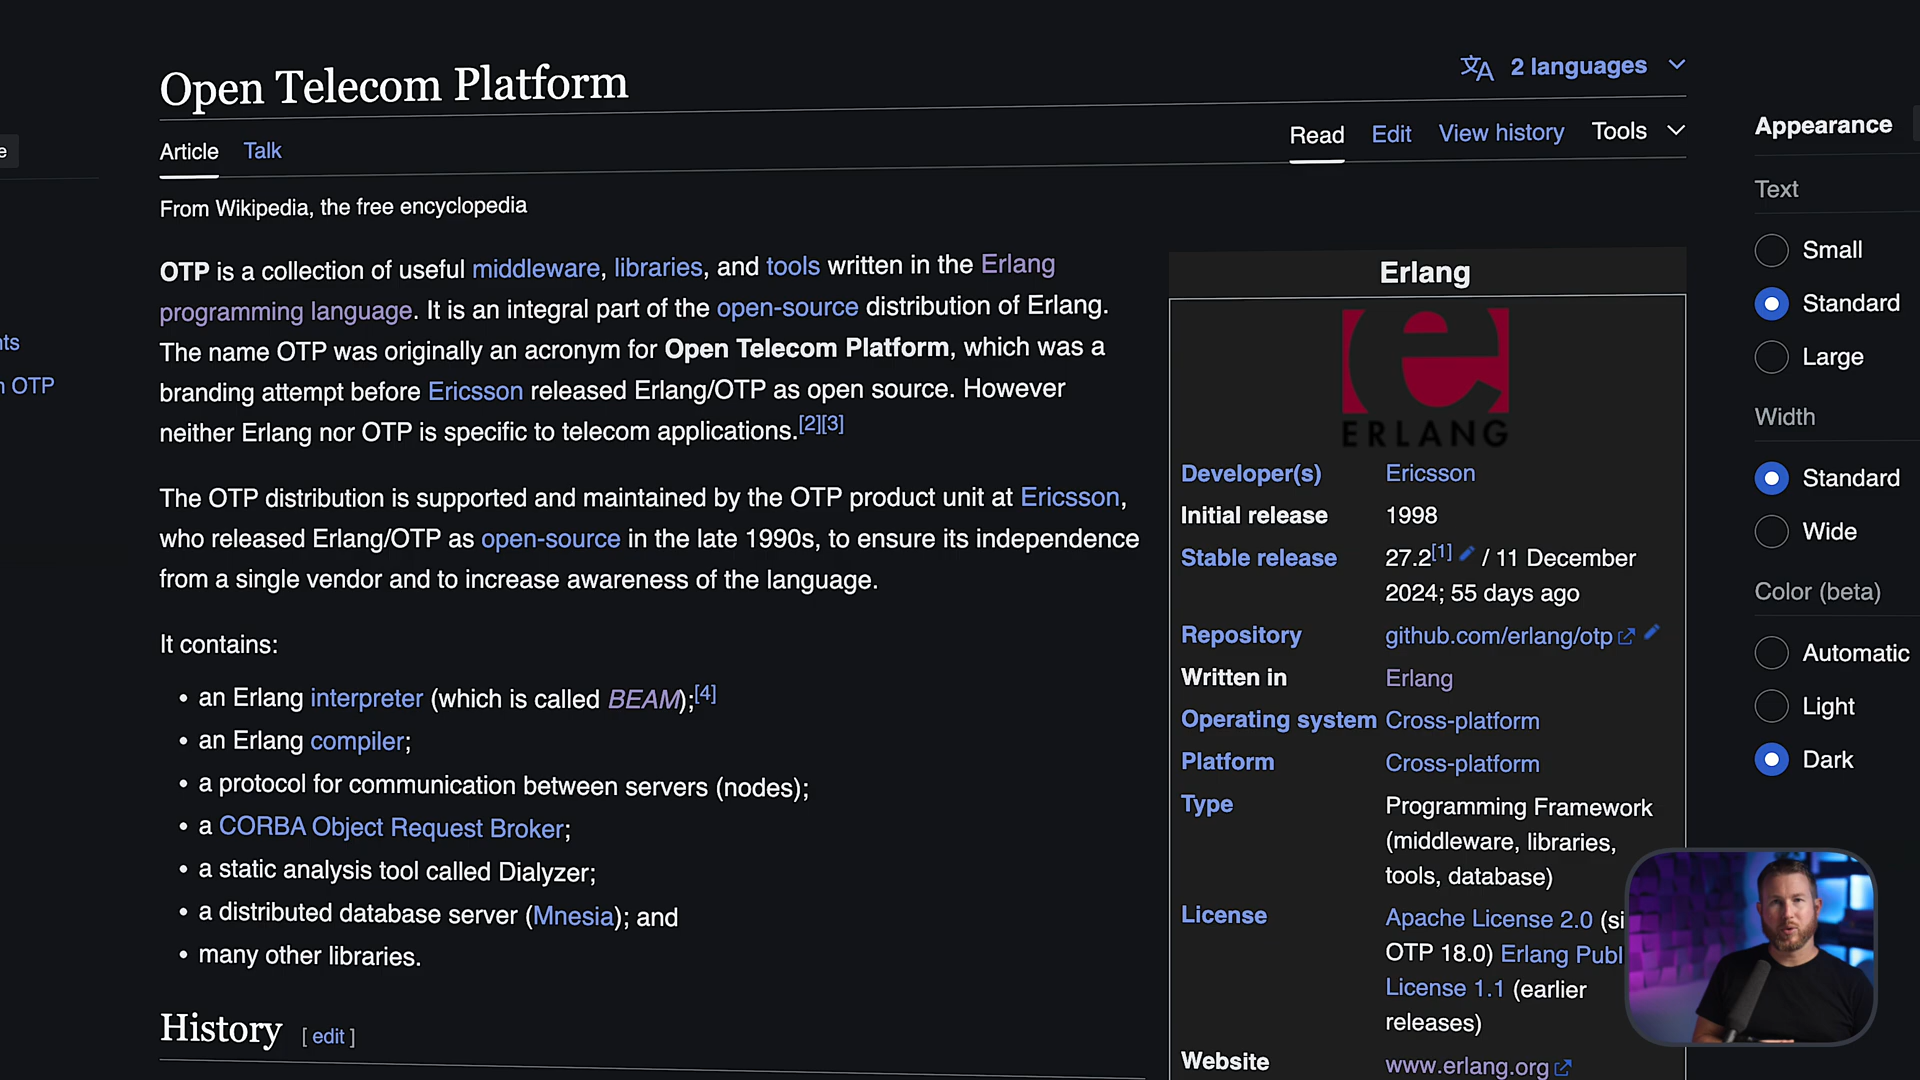 Open Telecom Platform
2 languages
Article Talk
Read Edit View history Tools
From Wikipedia, the free encyclopedia
OTP is a collection of useful middleware, libraries, and tools written in the Erlang
programming language. It is an integral part of the open-source distribution of Erlang.
The name OTP was originally an acronym for Open Telecom Platform, which was a
branding attempt before Ericsson released Erlang/OTP as open source. However
neither Erlang nor OTP is specific to telecom applications.[2][3]
The OTP distribution is supported and maintained by the OTP product unit at Ericsson,
who released Erlang/OTP as open-source in the late 1990s, to ensure its independence
from a single vendor and to increase awareness of the language.
It contains:
• an Erlang interpreter (which is called BEAM);[4]
• an Erlang compiler;
• a protocol for communication between servers (nodes);
• a CORBA Object Request Broker;
• a static analysis tool called Dialyzer;
• a distributed database server (Mnesia); and
• many other libraries.
History [ edit ]
Erlang
ERLANG
Developer(s) Ericsson
Initial release 1998
Stable release 27.2[1] / 11 December
2024; 55 days ago
Repository github.com/erlang/otp
Written in Erlang
Operating system Cross-platform
Platform Cross-platform
Type Programming Framework
(middleware, libraries,
tools, database)
License Apache License 2.0 (si
OTP 18.0) Erlang Publ
License 1.1 (earlier
releases)
Website www.erlang.org
Appearance
Text
Small
Standard
Large
Width
Standard
Wide
Color (beta)
Automatic
Light
Dark
e
nts
n OTP